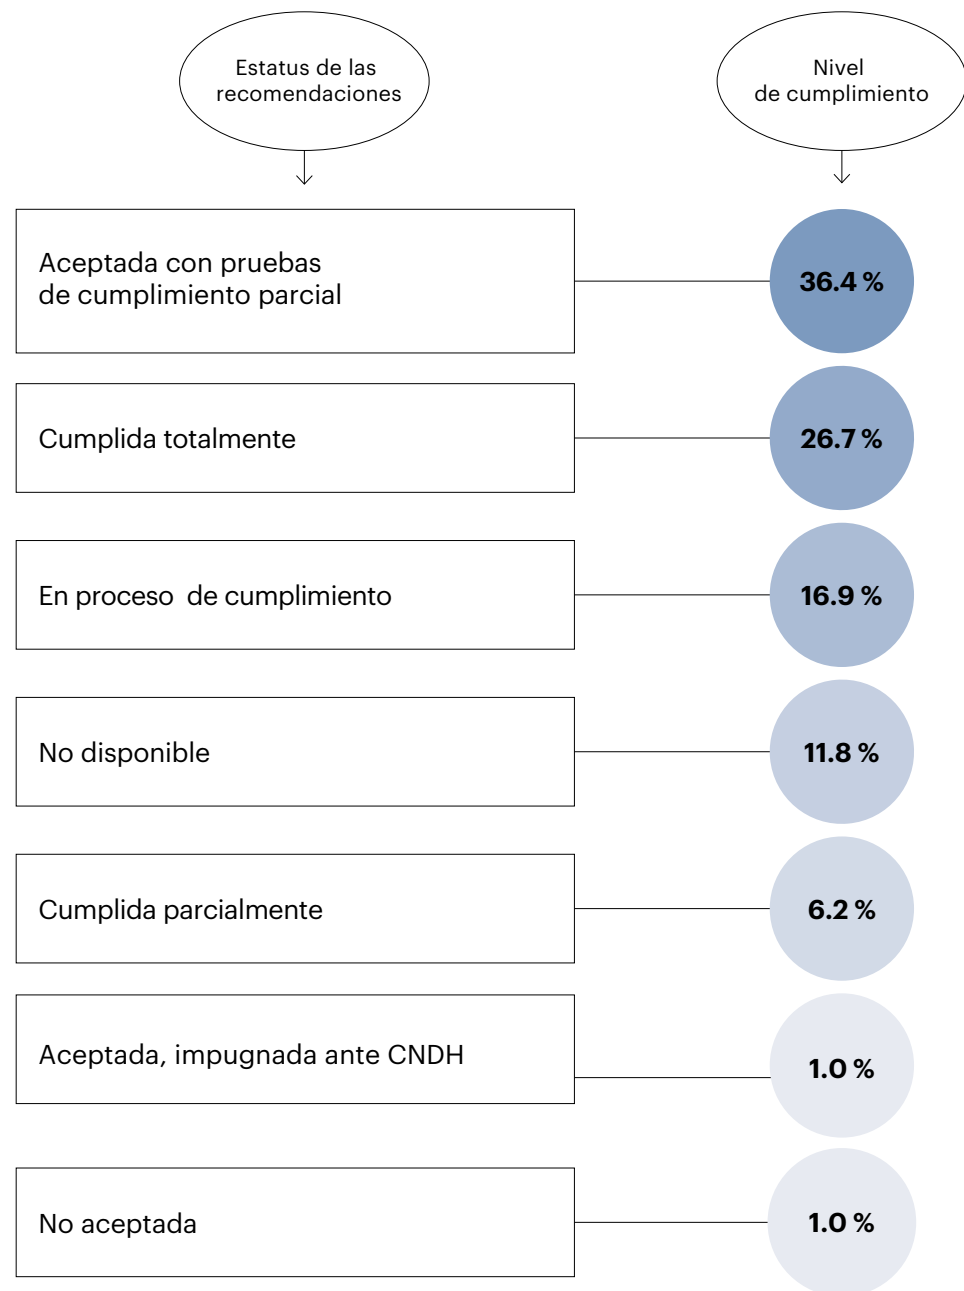 Estatus de las
recomendaciones
Nivel
de cumplimiento
Aceptada con pruebas
de cumplimiento parcial
36.4 %
Cumplida totalmente
26.7 %
En proceso  de cumplimiento
16.9 %
No disponible
11.8 %
Cumplida parcialmente
6.2 %
Aceptada, impugnada ante CNDH
1.0 %
No aceptada
1.0 %